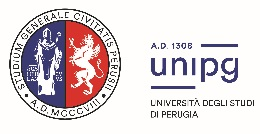 STUDIUM GENERALE CIVITATIS PERUSII
A.D. MCCCVIII
A.D. 1308
unipg
UNIVERSITÀ DEGLI STUDI
DI PERUGIA